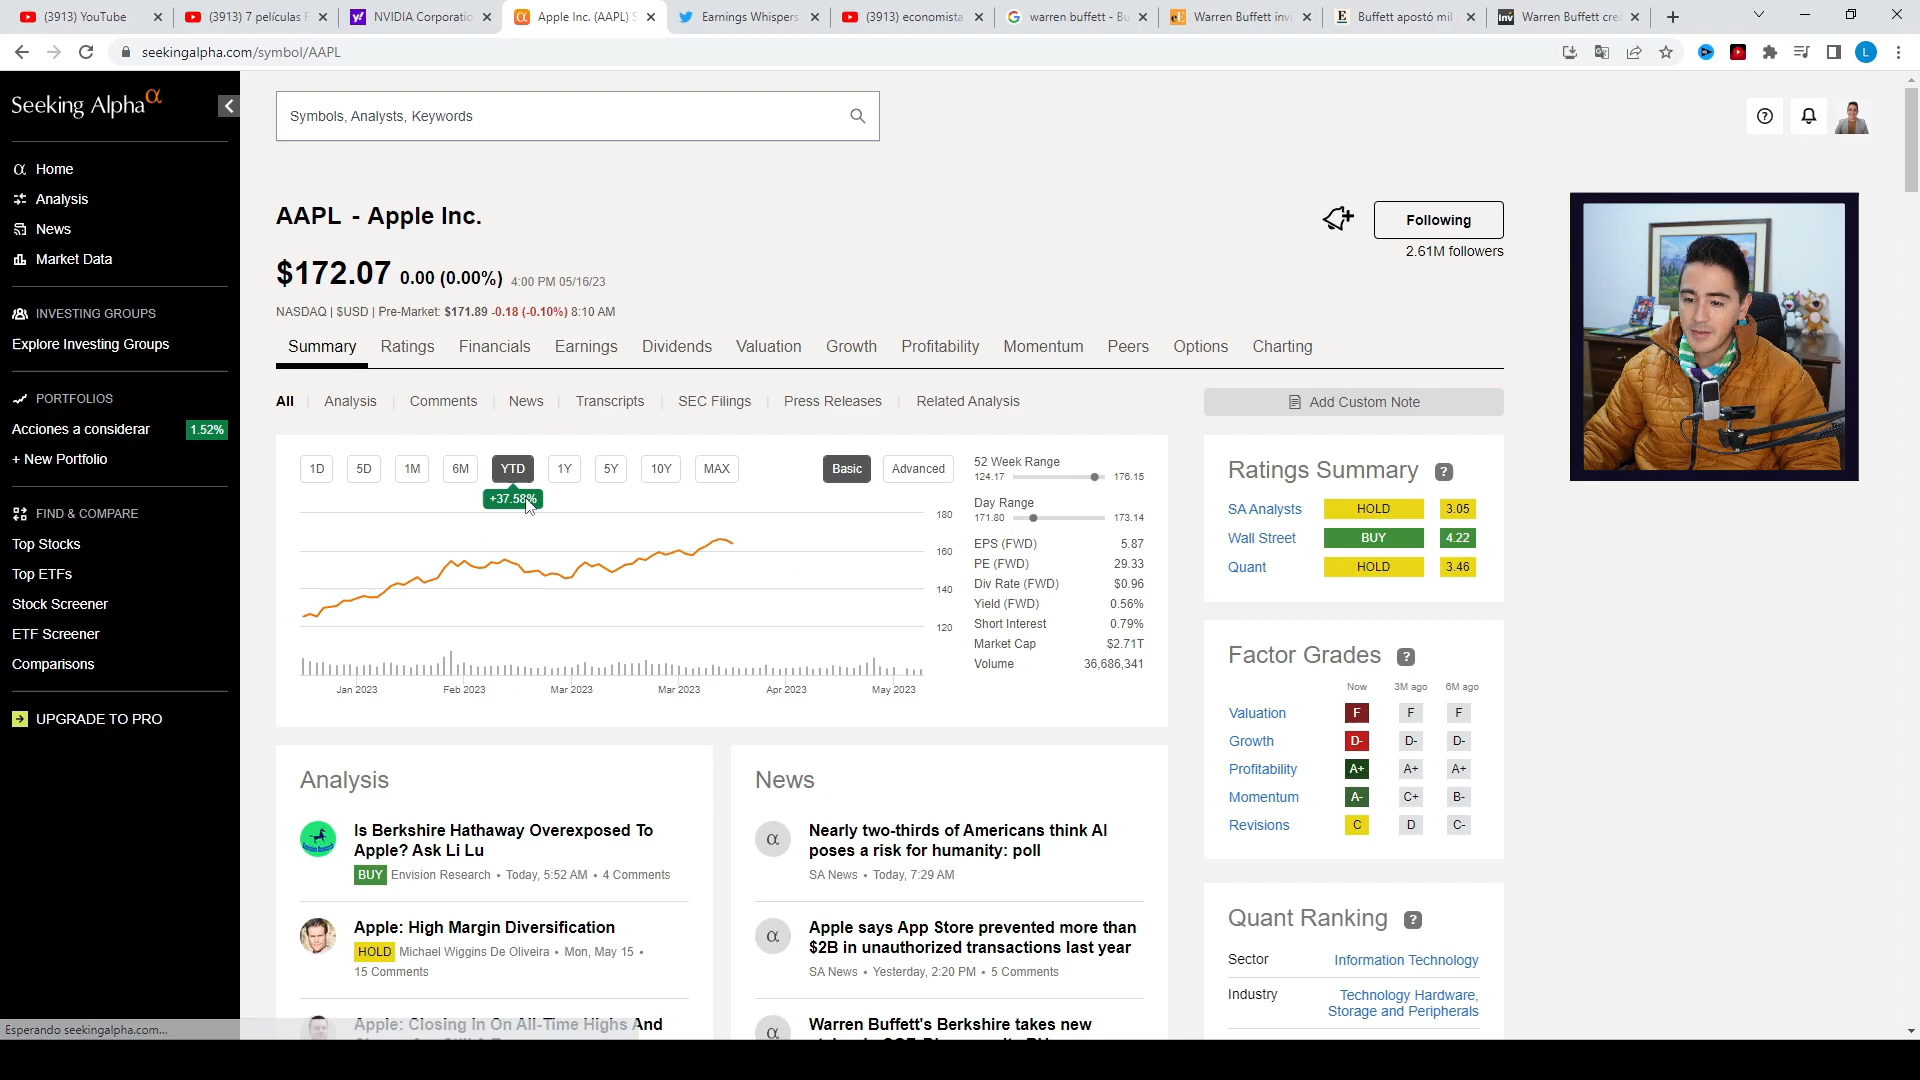 (3913) YouTube
(3913) 7 películas F
NVIDIA Corporatio
Apple Inc. (AAPL) S
Earnings Whispers
(3913) economista
warren buffett - Bu
Warren Buffett inv
Buffett apostó mil
Warren Buffett cre
seekingalpha.com/symbol/AAPL
L
Seeking Alpha α
Symbols, Analysts, Keywords
Home
Analysis
News
Market Data
INVESTING GROUPS
Explore Investing Groups
PORTFOLIOS
Acciones a considerar 1.52%
+ New Portfolio
FIND & COMPARE
Top Stocks
Top ETFs
Stock Screener
ETF Screener
Comparisons
UPGRADE TO PRO
Esperando seekingalpha.com...
AAPL - Apple Inc.
Following
2.61M followers
$172.07 0.00 (0.00%) 4:00 PM 05/16/23
NASDAQ | $USD | Pre-Market: $171.89 -0.18 (-0.10%) 8:10 AM
Summary Ratings Financials Earnings Dividends Valuation Growth Profitability Momentum Peers Options Charting
All | Analysis | Comments | News | Transcripts | SEC Filings | Press Releases | Related Analysis
Add Custom Note
1D 5D 1M 6M YTD 1Y 5Y 10Y MAX Basic Advanced
+37.58%
180
160
140
120
Jan 2023 Feb 2023 Mar 2023 Mar 2023 Apr 2023 May 2023
52 Week Range
124.17 176.15
Day Range
171.80 173.14
EPS (FWD) 5.87
PE (FWD) 29.33
Div Rate (FWD) $0.96
Yield (FWD) 0.56%
Short Interest 0.79%
Market Cap $2.71T
Volume 36,686,341
Ratings Summary ?
SA Analysts HOLD 3.05
Wall Street BUY 4.22
Quant HOLD 3.46
Factor Grades ?
Now 3M ago 6M ago
Valuation F F F
Growth D- D- D-
Profitability A+ A+ A+
Momentum A- C+ B-
Revisions C D C-
Quant Ranking ?
Sector Information Technology
Industry Technology Hardware,
Storage and Peripherals
Analysis
Is Berkshire Hathaway Overexposed To
Apple? Ask Li Lu
BUY Envision Research • Today, 5:52 AM • 4 Comments
Apple: High Margin Diversification
HOLD Michael Wiggins De Oliveira • Mon, May 15 •
15 Comments
Apple: Closing In On All-Time Highs And
News
Nearly two-thirds of Americans think AI
poses a risk for humanity: poll
SA News • Today, 7:29 AM
Apple says App Store prevented more than
$2B in unauthorized transactions last year
SA News • Yesterday, 2:20 PM • 5 Comments
Warren Buffett's Berkshire takes new